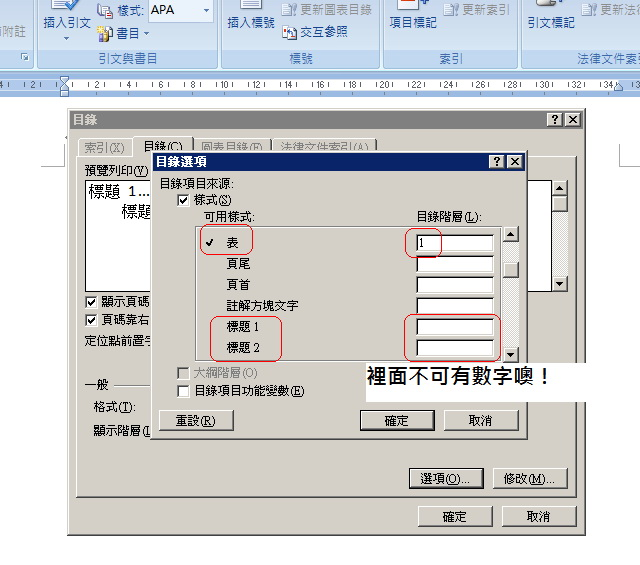 插入引文 樣式: APA 插入標號 更新圖表目錄 項目標記 更新索引 引文標記 更新法
附註 書目 交互參照
引文與書目 標號 索引 法律文件索引
4 2 2 4 6 8 10 12 14 16 18 20 22 24 26 28 30 32 34
目錄
索引(X) 目錄(C) 圖表目錄(F) 法律文件索引(A)
目錄選項
預覽列印(V) 目錄項目來源:
標題 1... 樣式(S)
標題 可用樣式: 目錄階層(L):
表 1
頁尾
頁首
註解方塊文字
顯示頁碼
標題 1
頁碼靠右
標題 2
定位點前置字
大綱階層(O)
裡面不可有數字噢！
一般 目錄項目功能變數(E)
格式(T):
重設(R) 確定 取消
顯示階層(L
選項(O)... 修改(M)...
確定 取消